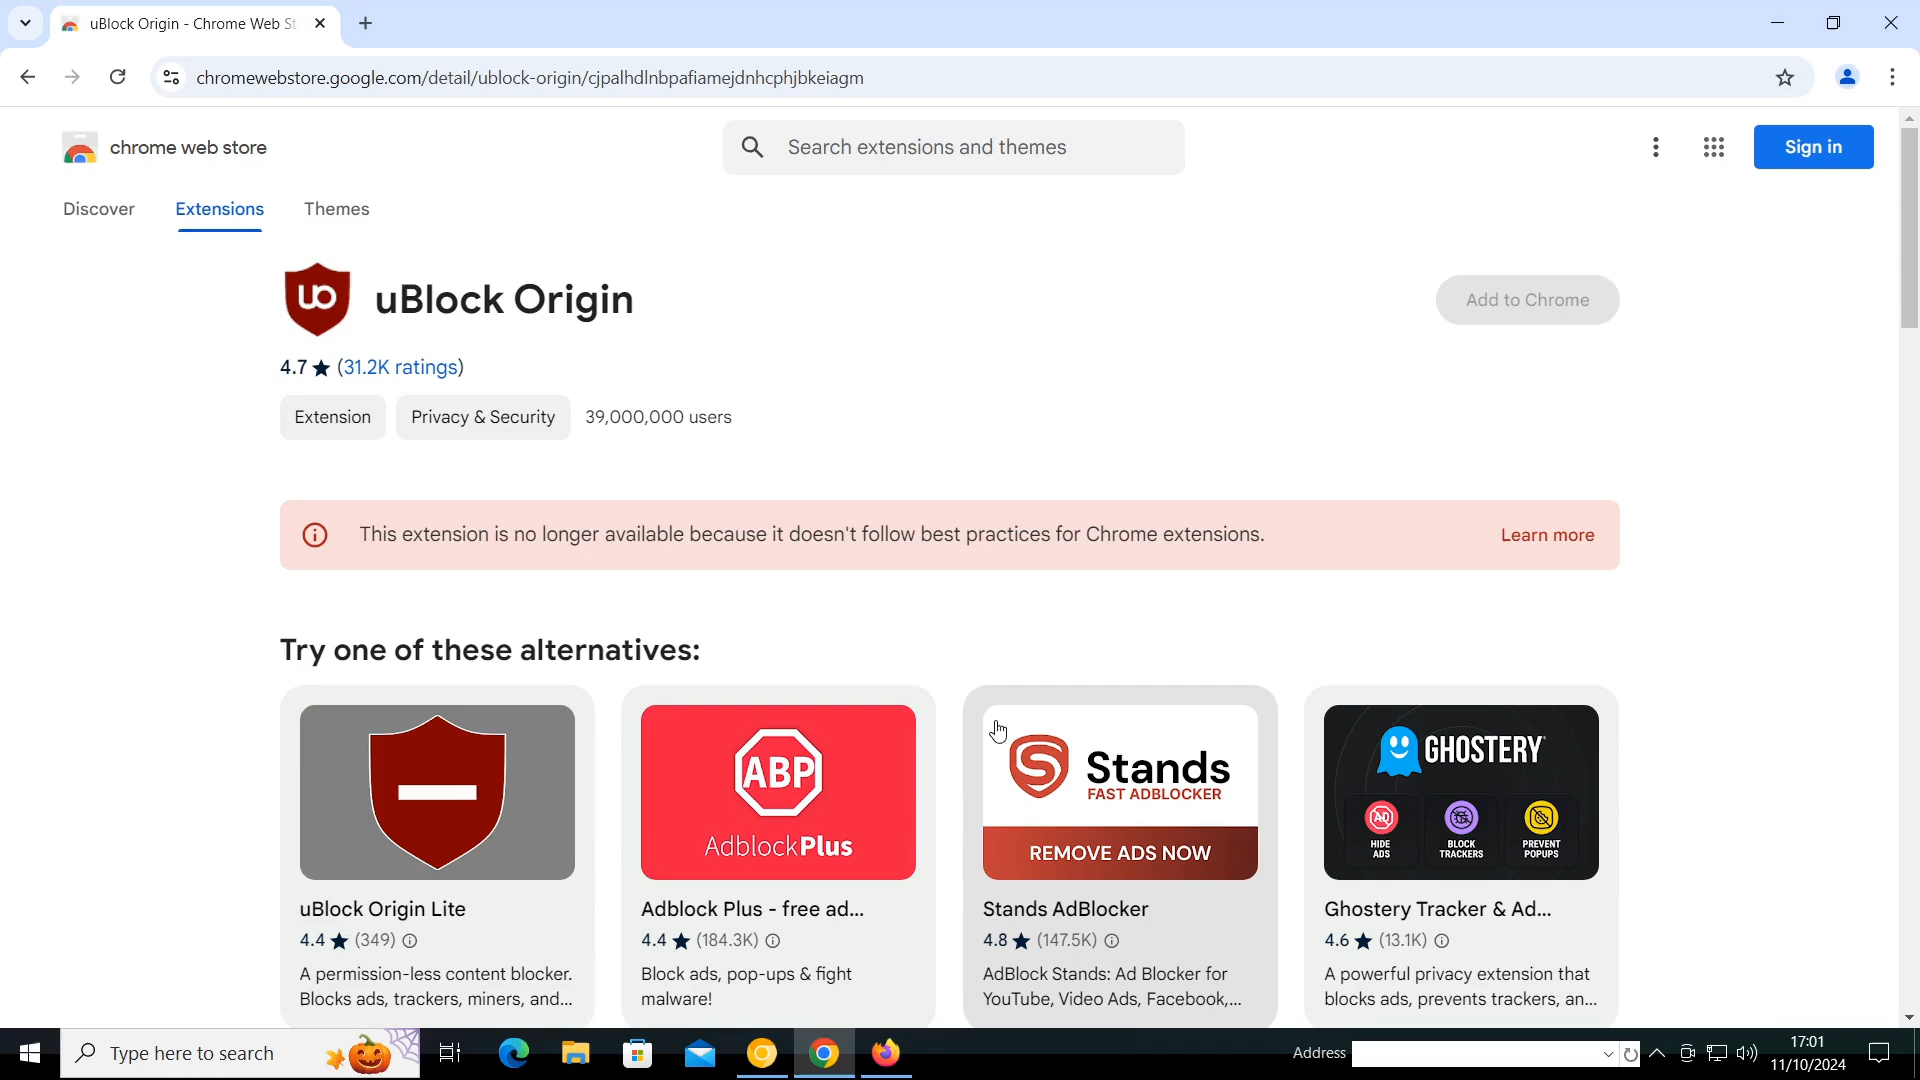 uBlock Origin - Chrome Web St
chromewebstore.google.com/detail/ublock-origin/cjpalhdlnbpafiamejdnhcphjbkeiagm
chrome web store
Search extensions and themes
Sign in
Discover Extensions Themes
uBlock Origin
Add to Chrome
4.7 ★ (31.2K ratings)
Extension Privacy & Security 39,000,000 users
This extension is no longer available because it doesn't follow best practices for Chrome extensions. Learn more
Try one of these alternatives:
ABP
AdblockPlus
Stands
FAST ADBLOCKER
REMOVE ADS NOW
GHOSTERY
AD
HIDE ADS
BLOCK TRACKERS
PREVENT POPUPS
uBlock Origin Lite
4.4 ★ (349)
A permission-less content blocker.
Blocks ads, trackers, miners, and...
Adblock Plus - free ad...
4.4 ★ (184.3K)
Block ads, pop-ups & fight
malware!
Stands AdBlocker
4.8 ★ (147.5K)
AdBlock Stands: Ad Blocker for
YouTube, Video Ads, Facebook,...
Ghostery Tracker & Ad...
4.6 ★ (13.1K)
A powerful privacy extension that
blocks ads, prevents trackers, an...
Type here to search
Address
17:01
11/10/2024